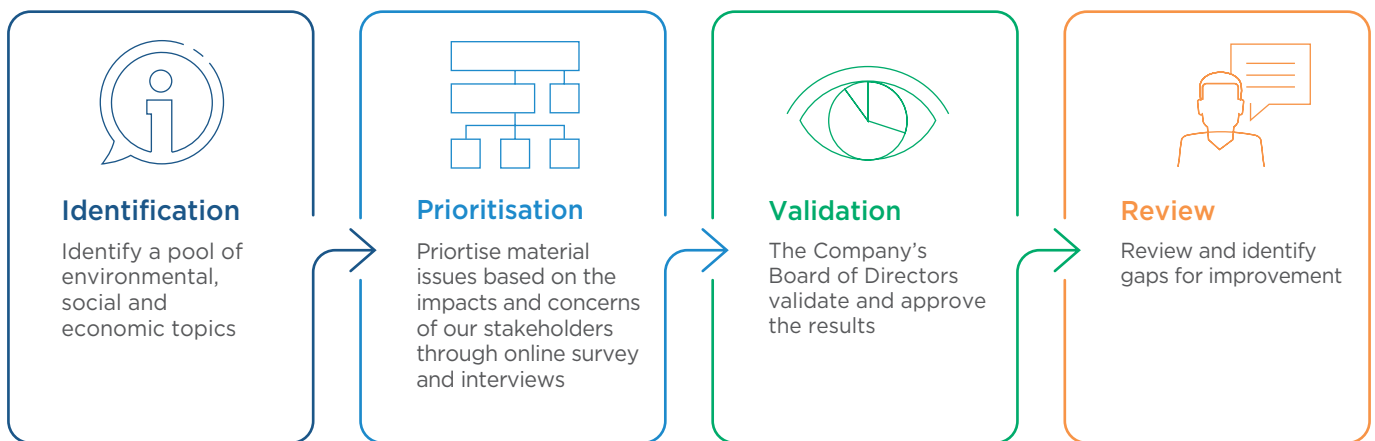 Identification
Identify a pool of
environmental,
social and
economic topics
Prioritisation
Priortise material
issues based on the
impacts and concerns
of our stakeholders
through online survey
and interviews
Validation
The Company's
Board of Directors
validate and approve
the results
Review
Review and identify
gaps for improvement